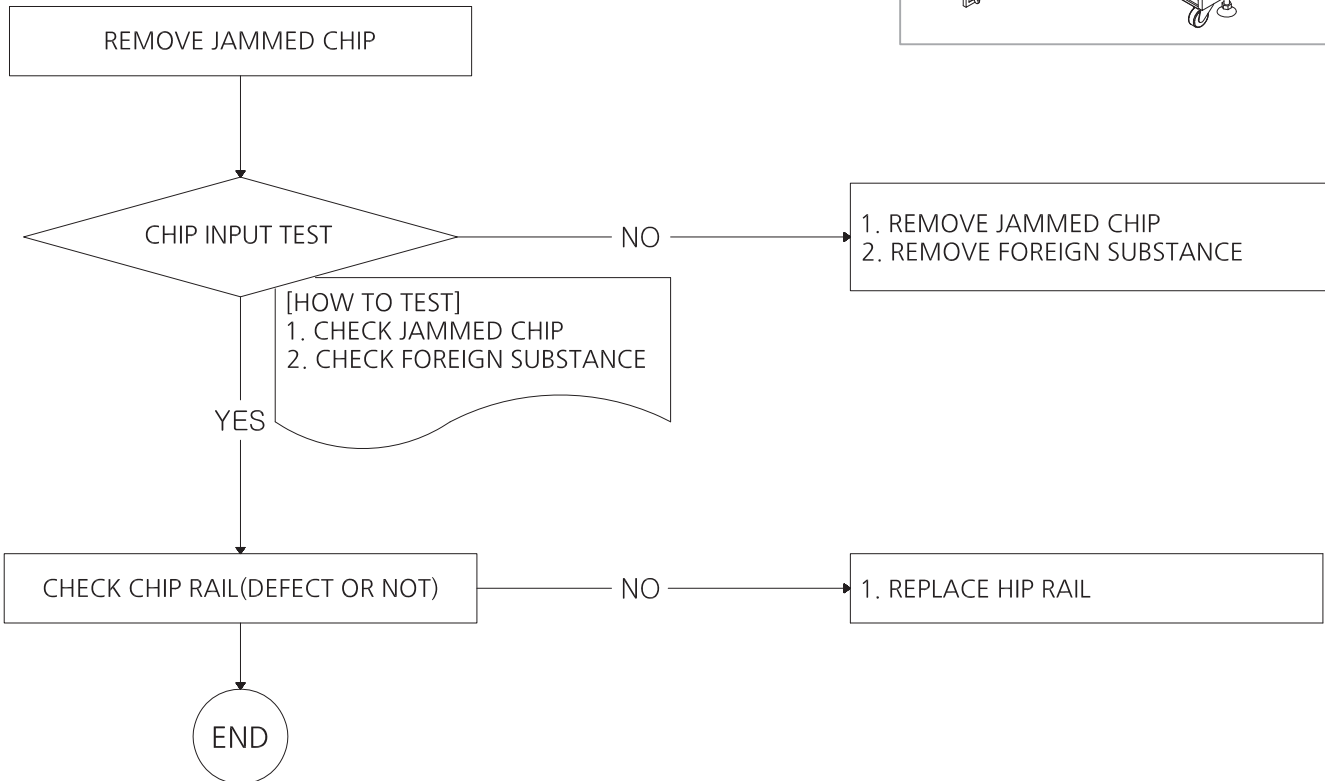 REMOVE JAMMED CHIP
CHIP INPUT TEST
NO
1. REMOVE JAMMED CHIP
2. REMOVE FOREIGN SUBSTANCE
[HOW TO TEST]
1. CHECK JAMMED CHIP
2. CHECK FOREIGN SUBSTANCE
YES
CHECK CHIP RAIL(DEFECT OR NOT)
NO
1. REPLACE HIP RAIL
END